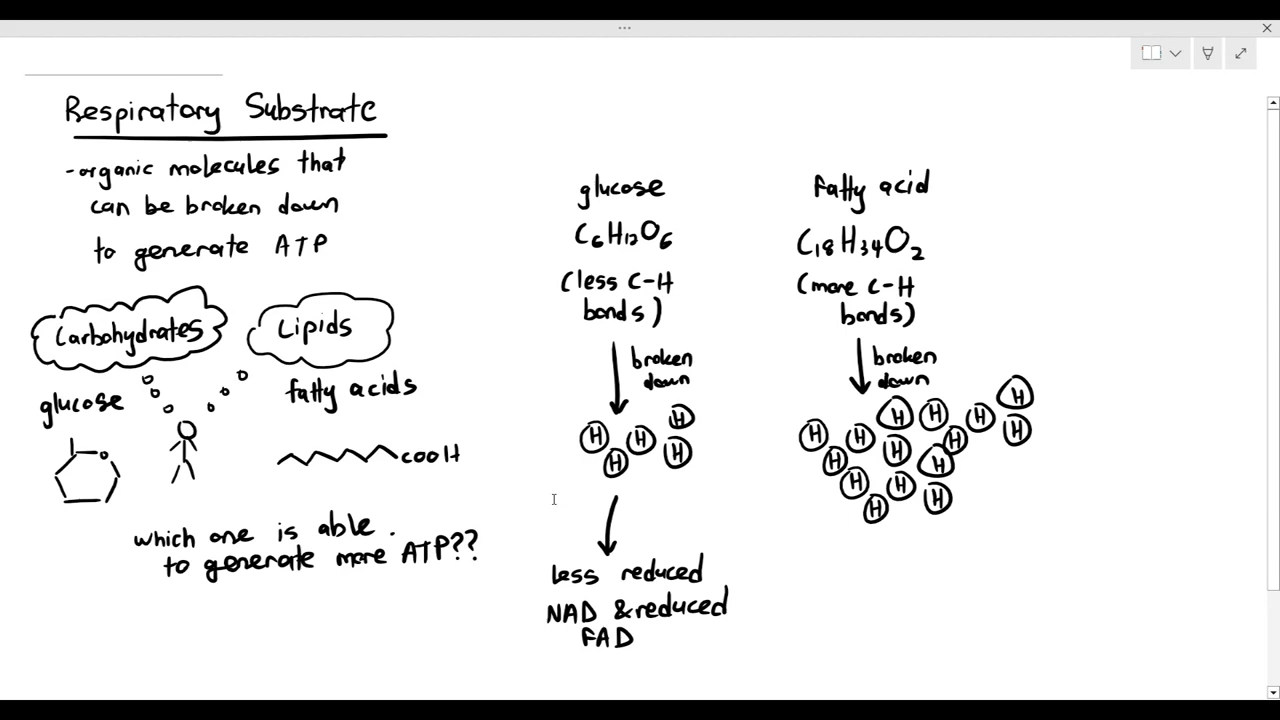 Respiratory Substrate
-organic molecules that
can be broken down
to generate ATP
Carbohydrates
Lipids
glucose
fatty acids
O
COOH
which one is able
to generate more ATP??
glucose
C6H12O6
(less C-H
bonds)
broken
down
H H H H H
less reduced
NAD & reduced
FAD
fatty acid
C18H34O2
(more C-H
bonds)
broken
down
H H H H H H H H H H H H H H H